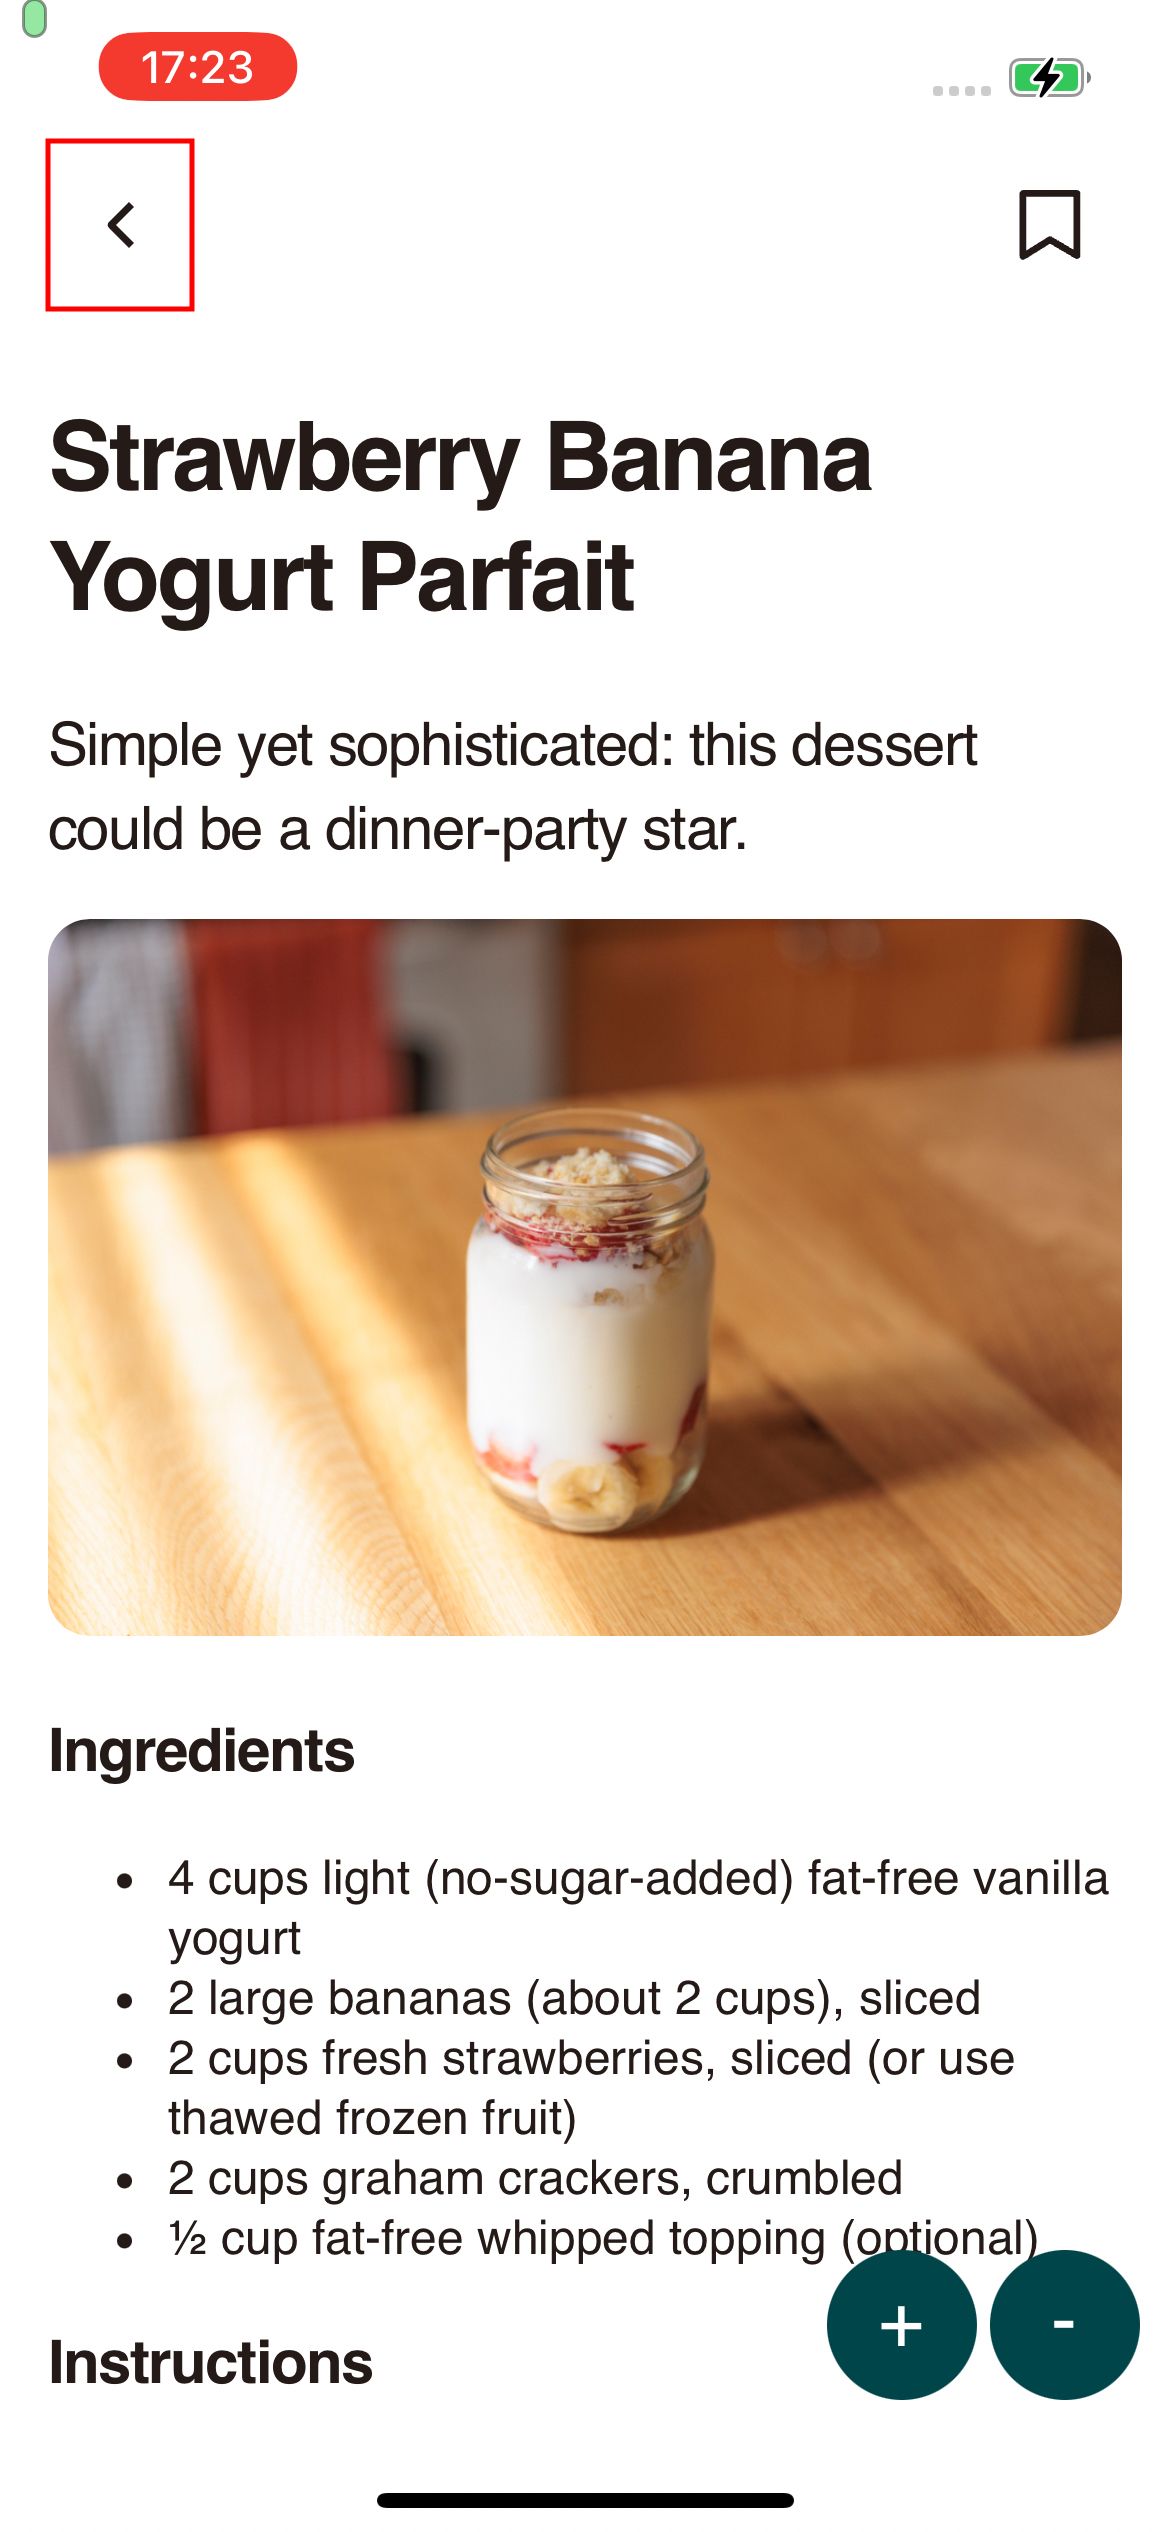 17:23
Strawberry Banana
Yogurt Parfait
Simple yet sophisticated: this dessert
could be a dinner-party star.
Ingredients
• 4 cups light (no-sugar-added) fat-free vanilla
yogurt
• 2 large bananas (about 2 cups), sliced
• 2 cups fresh strawberries, sliced (or use
thawed frozen fruit)
• 2 cups graham crackers, crumbled
• ½ cup fat-free whipped topping (optional)
+ -
Instructions